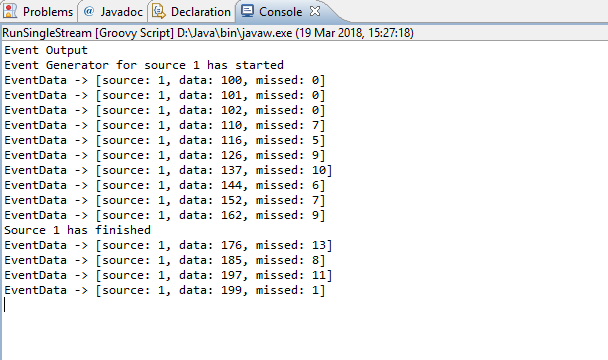 Problems @ Javadoc Declaration Console
RunSingleStream [Groovy Script] D:\Java\bin\javaw.exe (19 Mar 2018, 15:27:18)
Event Output
Event Generator for source 1 has started
EventData -> [source: 1, data: 100, missed: 0]
EventData -> [source: 1, data: 101, missed: 0]
EventData -> [source: 1, data: 102, missed: 0]
EventData -> [source: 1, data: 110, missed: 7]
EventData -> [source: 1, data: 116, missed: 5]
EventData -> [source: 1, data: 126, missed: 9]
EventData -> [source: 1, data: 137, missed: 10]
EventData -> [source: 1, data: 144, missed: 6]
EventData -> [source: 1, data: 152, missed: 7]
EventData -> [source: 1, data: 162, missed: 9]
Source 1 has finished
EventData -> [source: 1, data: 176, missed: 13]
EventData -> [source: 1, data: 185, missed: 8]
EventData -> [source: 1, data: 197, missed: 11]
EventData -> [source: 1, data: 199, missed: 1]